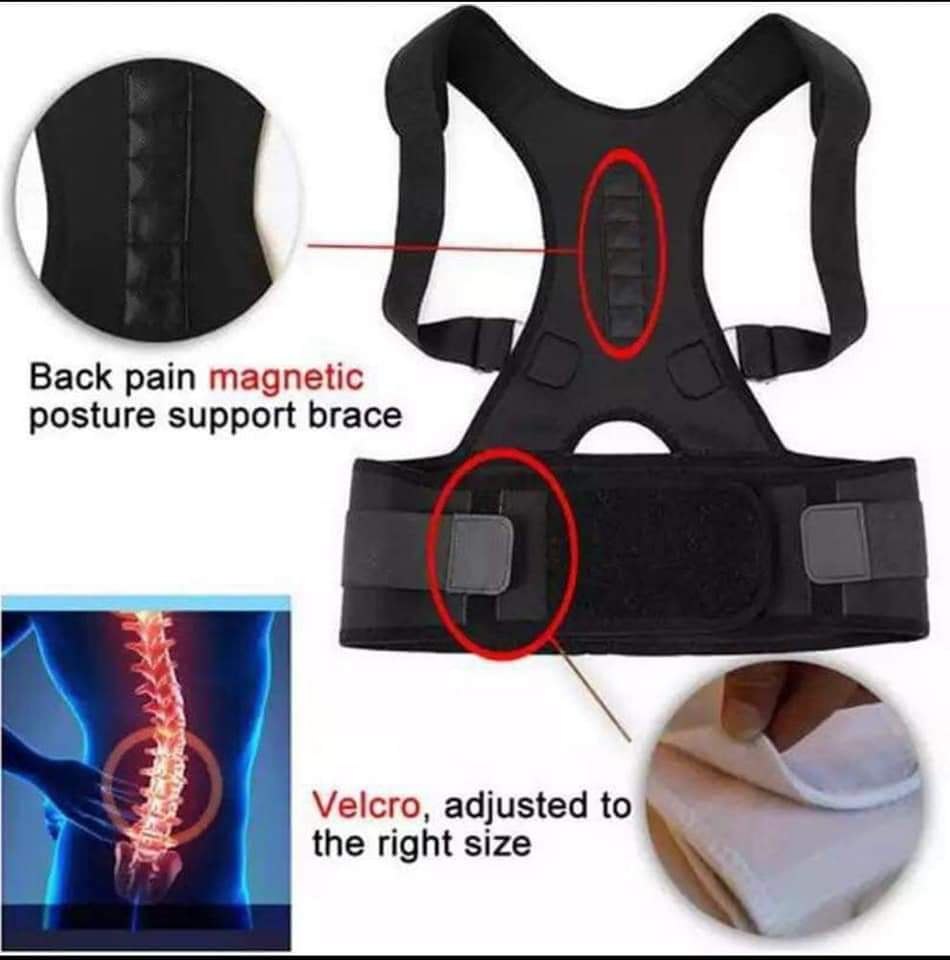 Back pain magnetic
posture support brace
Velcro, adjusted to
the right size